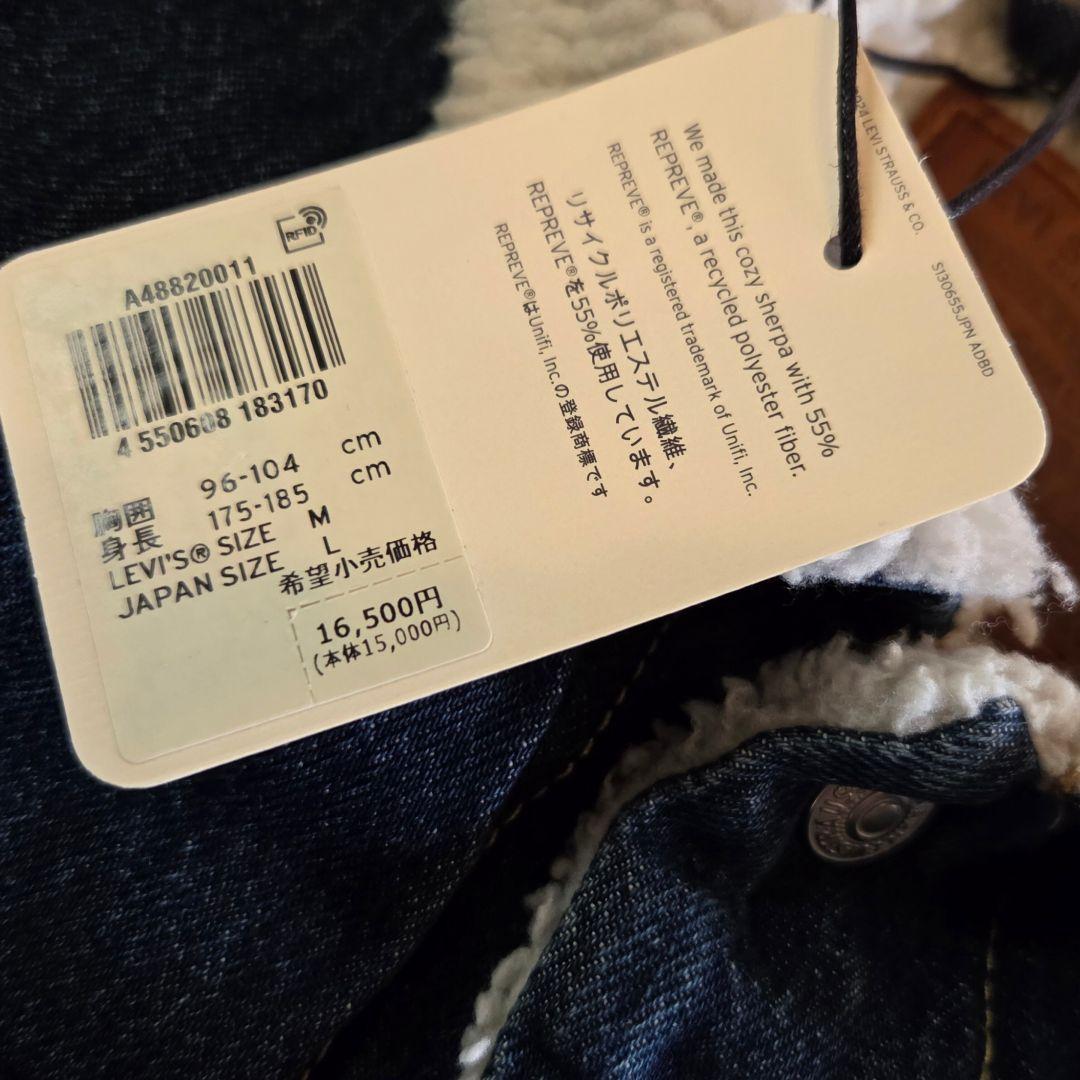 RFID
A48820011
4 550608 183170
胸囲 96-104 cm
身長 175-185 cm
LEVI'S® SIZE M
JAPAN SIZE L
希望小売価格
16,500円
(本体15,000円)
We made this cozy sherpa with 55%
REPREVE®, a recycled polyester fiber.
REPREVE® is a registered trademark of Unifi, Inc.
リサイクルポリエステル繊維、
REPREVE®を55%使用しています。
REPREVE®はUnifi, Inc.の登録商標です
LEVI STRAUSS & CO.
S130655JPN ADBD